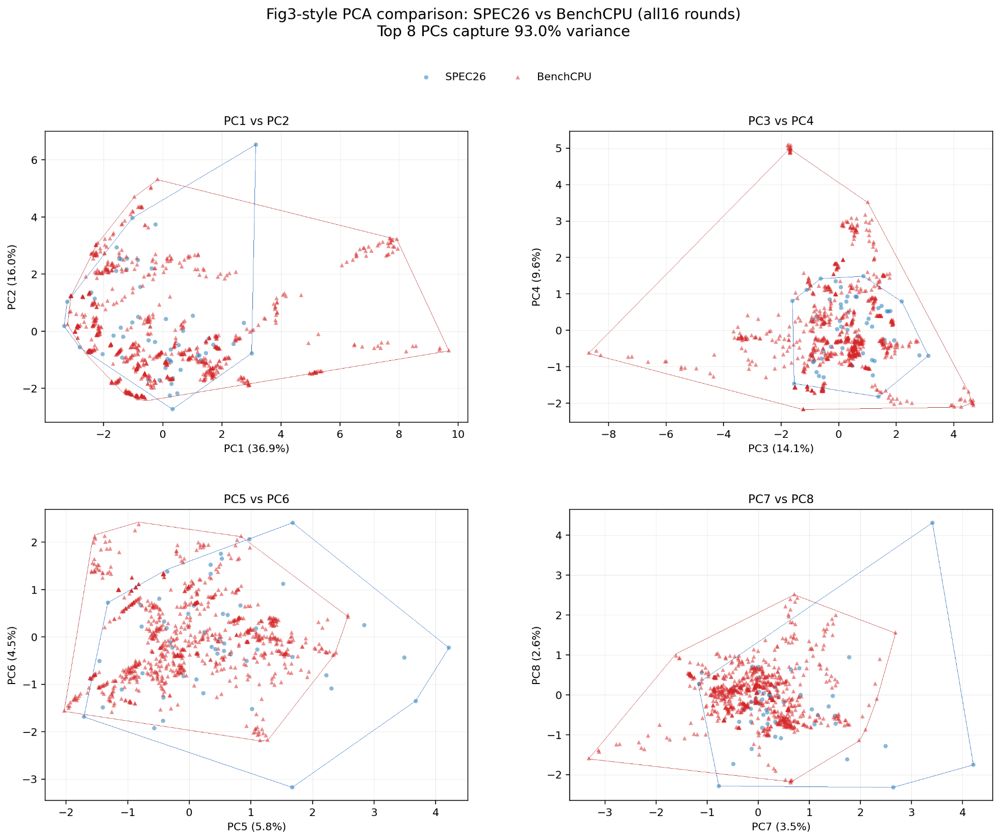 Fig3-style PCA comparison: SPEC26 vs BenchCPU (all16 rounds)
Top 8 PCs capture 93.0% variance
SPEC26 BenchCPU
PC1 vs PC2
6
4
2
0
−2
PC2 (16.0%)
−2 0 2 4 6 8 10
PC1 (36.9%)
PC3 vs PC4
5
4
3
2
1
0
−1
−2
PC4 (9.6%)
−8 −6 −4 −2 0 2 4
PC3 (14.1%)
PC5 vs PC6
2
1
0
−1
−2
−3
PC6 (4.5%)
−2 −1 0 1 2 3 4
PC5 (5.8%)
PC7 vs PC8
4
3
2
1
0
−1
−2
PC8 (2.6%)
−3 −2 −1 0 1 2 3 4
PC7 (3.5%)